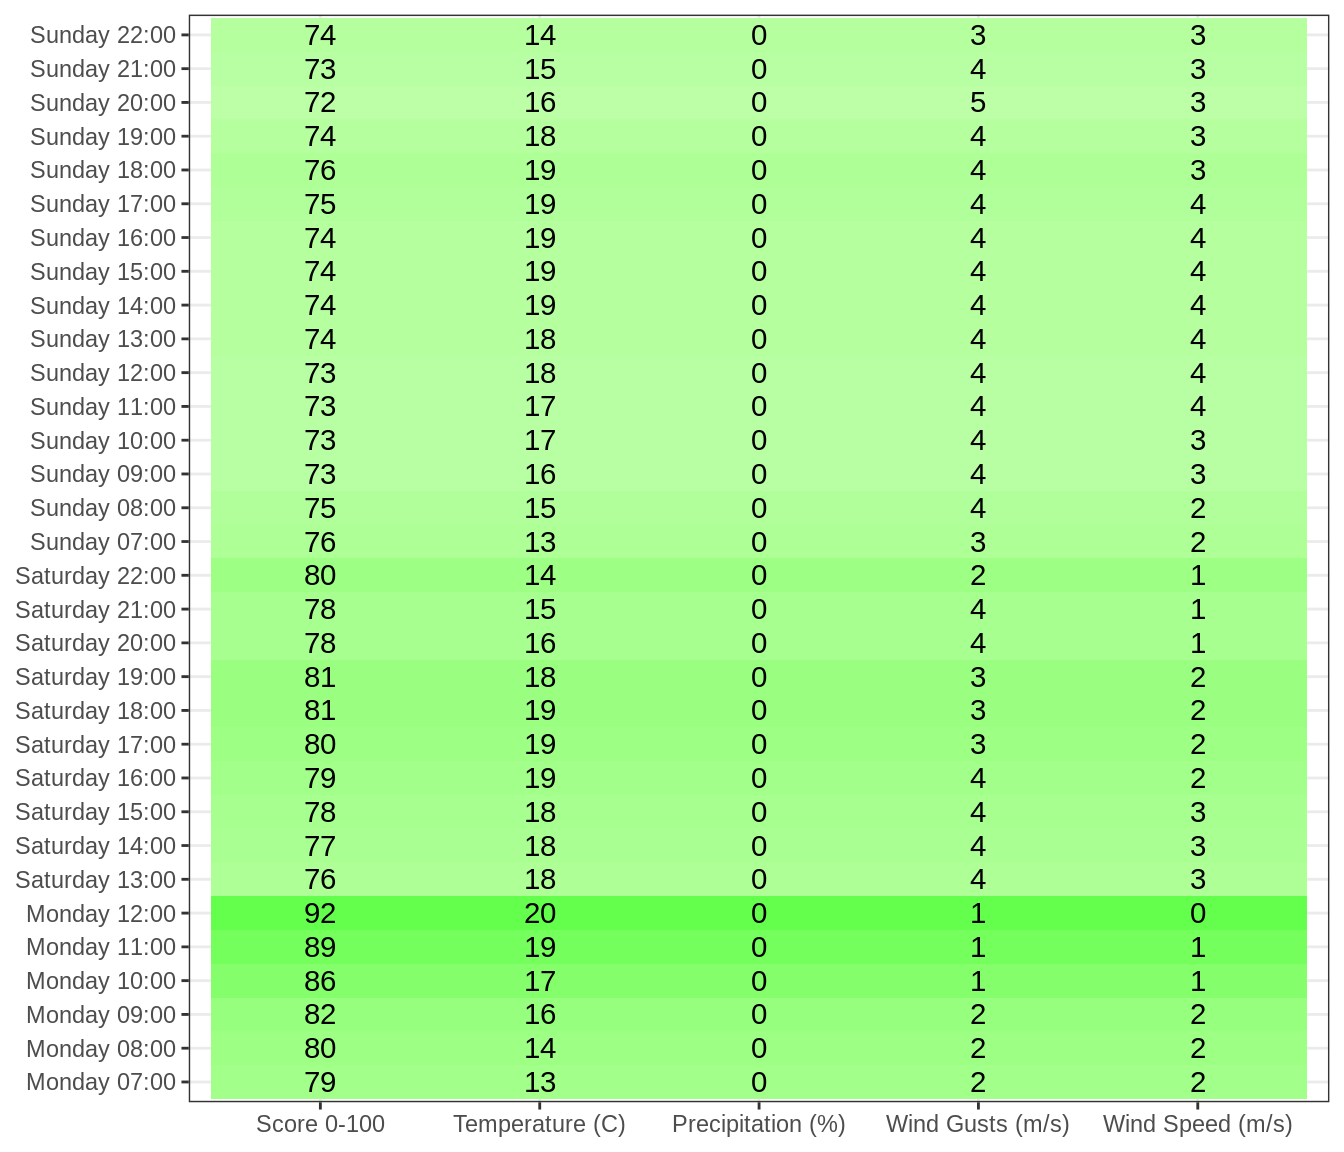 Sunday 22:00 74 14 0 3 3
Sunday 21:00 73 15 0 4 3
Sunday 20:00 72 16 0 5 3
Sunday 19:00 74 18 0 4 3
Sunday 18:00 76 19 0 4 3
Sunday 17:00 75 19 0 4 4
Sunday 16:00 74 19 0 4 4
Sunday 15:00 74 19 0 4 4
Sunday 14:00 74 19 0 4 4
Sunday 13:00 74 18 0 4 4
Sunday 12:00 73 18 0 4 4
Sunday 11:00 73 17 0 4 4
Sunday 10:00 73 17 0 4 3
Sunday 09:00 73 16 0 4 3
Sunday 08:00 75 15 0 4 2
Sunday 07:00 76 13 0 3 2
Saturday 22:00 80 14 0 2 1
Saturday 21:00 78 15 0 4 1
Saturday 20:00 78 16 0 4 1
Saturday 19:00 81 18 0 3 2
Saturday 18:00 81 19 0 3 2
Saturday 17:00 80 19 0 3 2
Saturday 16:00 79 19 0 4 2
Saturday 15:00 78 18 0 4 3
Saturday 14:00 77 18 0 4 3
Saturday 13:00 76 18 0 4 3
Monday 12:00 92 20 0 1 0
Monday 11:00 89 19 0 1 1
Monday 10:00 86 17 0 1 1
Monday 09:00 82 16 0 2 2
Monday 08:00 80 14 0 2 2
Monday 07:00 79 13 0 2 2
Score 0-100 Temperature (C) Precipitation (%) Wind Gusts (m/s) Wind Speed (m/s)